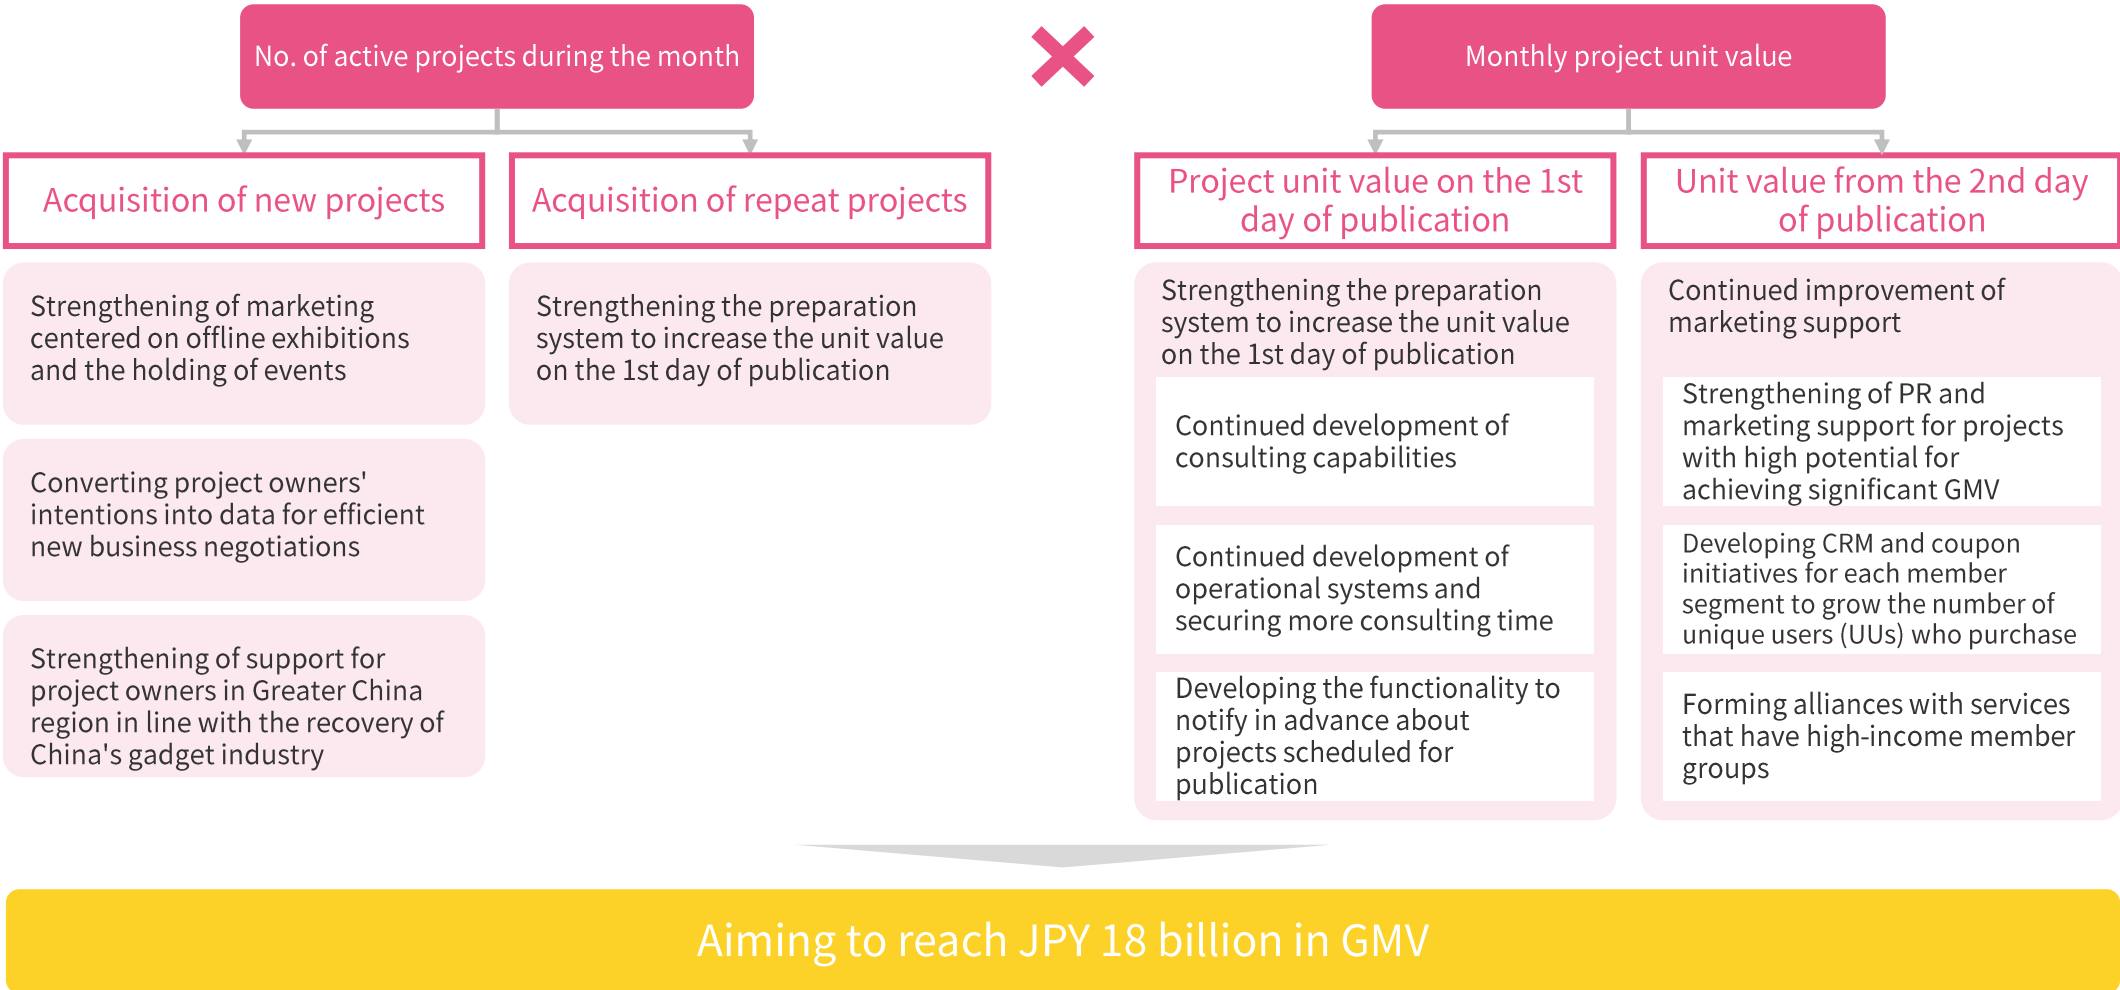 No. of active projects during the month
Monthly project unit value
Acquisition of new projects
Acquisition of repeat projects
Project unit value on the 1st
day of publication
Unit value from the 2nd day
of publication
Strengthening of marketing
centered on offline exhibitions
and the holding of events
Converting project owners'
intentions into data for efficient
new business negotiations
Strengthening of support for
project owners in Greater China
region in line with the recovery of
China's gadget industry
Strengthening the preparation
system to increase the unit value
on the 1st day of publication
Strengthening the preparation
system to increase the unit value
on the 1st day of publication
Continued development of
consulting capabilities
Continued development of
operational systems and
securing more consulting time
Developing the functionality to
notify in advance about
projects scheduled for
publication
Continued improvement of
marketing support
Strengthening of PR and
marketing support for projects
with high potential for
achieving significant GMV
Developing CRM and coupon
initiatives for each member
segment to grow the number of
unique users (UUs) who purchase
Forming alliances with services
that have high-income member
groups
Aiming to reach JPY 18 billion in GMV